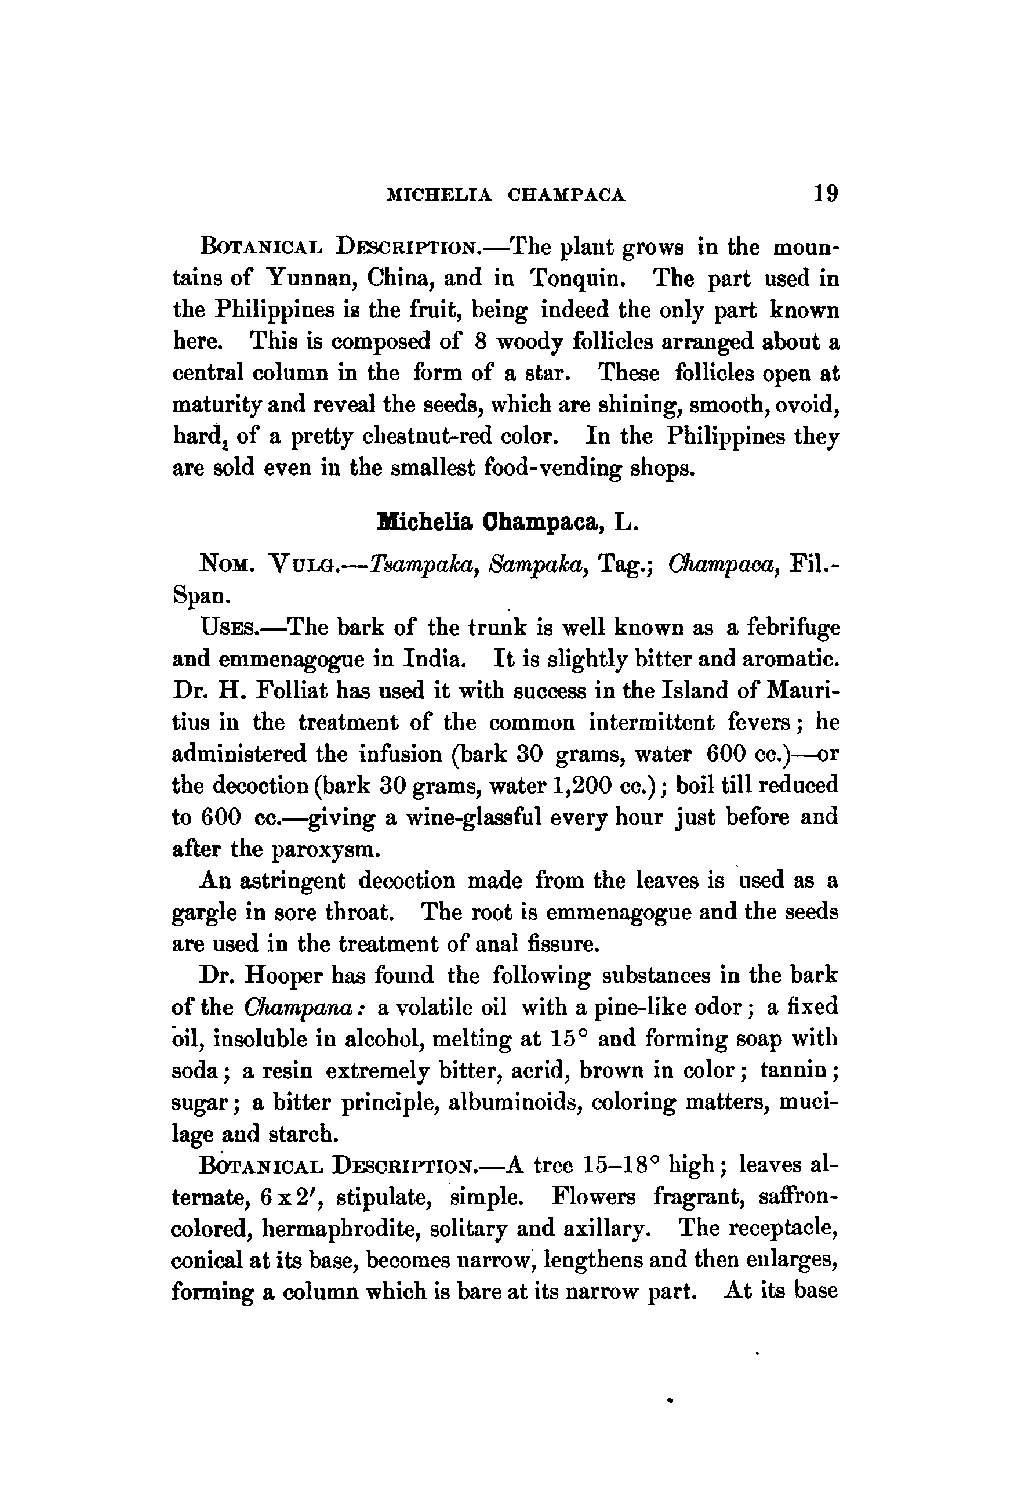 MICHELIA CHAMPACA 19
BOTANICAL DESCRIPTION.—The plant grows in the moun-
tains of Yunnan, China, and in Tonquin. The part used in
the Philippines is the fruit, being indeed the only part known
here. This is composed of 8 woody follicles arranged about a
central column in the form of a star. These follicles open at
maturity and reveal the seeds, which are shining, smooth, ovoid,
hard, of a pretty chestnut-red color. In the Philippines they
are sold even in the smallest food-vending shops.
Michelia Champaca, L.
NOM. VULG.—Tsampaka, Sampaka, Tag.; Champaca, Fil.-
Span.
USES.—The bark of the trunk is well known as a febrifuge
and emmenagogue in India. It is slightly bitter and aromatic.
Dr. H. Folliat has used it with success in the Island of Mauri-
tius in the treatment of the common intermittent fevers; he
administered the infusion (bark 30 grams, water 600 cc.)—or
the decoction (bark 30 grams, water 1,200 cc.); boil till reduced
to 600 cc.—giving a wine-glassful every hour just before and
after the paroxysm.
An astringent decoction made from the leaves is used as a
gargle in sore throat. The root is emmenagogue and the seeds
are used in the treatment of anal fissure.
Dr. Hooper has found the following substances in the bark
of the Champana: a volatile oil with a pine-like odor; a fixed
oil, insoluble in alcohol, melting at 15° and forming soap with
soda; a resin extremely bitter, acrid, brown in color; tannin;
sugar; a bitter principle, albuminoids, coloring matters, muci-
lage and starch.
BOTANICAL DESCRIPTION.—A tree 15–18° high; leaves al-
ternate, 6 x 2′, stipulate, simple. Flowers fragrant, saffron-
colored, hermaphrodite, solitary and axillary. The receptacle,
conical at its base, becomes narrow, lengthens and then enlarges,
forming a column which is bare at its narrow part. At its base